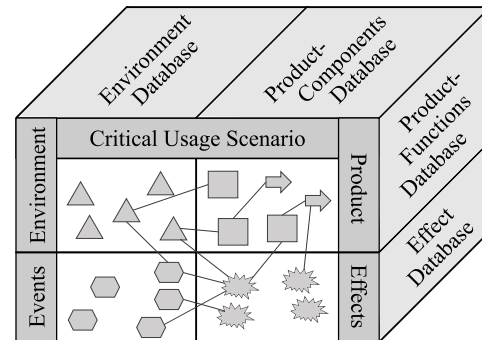 Environment
Database
Product-
Components
Database
Product-
Functions
Database
Effect
Database
Critical Usage Scenario
Environment
Product
Events
Effects